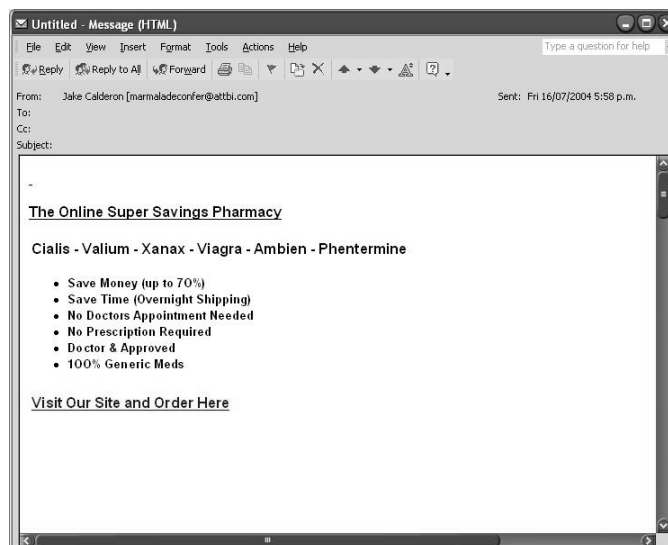 Untitled - Message (HTML)
File Edit View Insert Format Tools Actions Help Type a question for help
Reply Reply to All Forward
From: Jake Calderon [marmaladeconfer@attbi.com] Sent: Fri 16/07/2004 5:58 p.m.
To:
Cc:
Subject:
-
The Online Super Savings Pharmacy
Cialis - Valium - Xanax - Viagra - Ambien - Phentermine
• Save Money (up to 70%)
• Save Time (Overnight Shipping)
• No Doctors Appointment Needed
• No Prescription Required
• Doctor & Approved
• 100% Generic Meds
Visit Our Site and Order Here